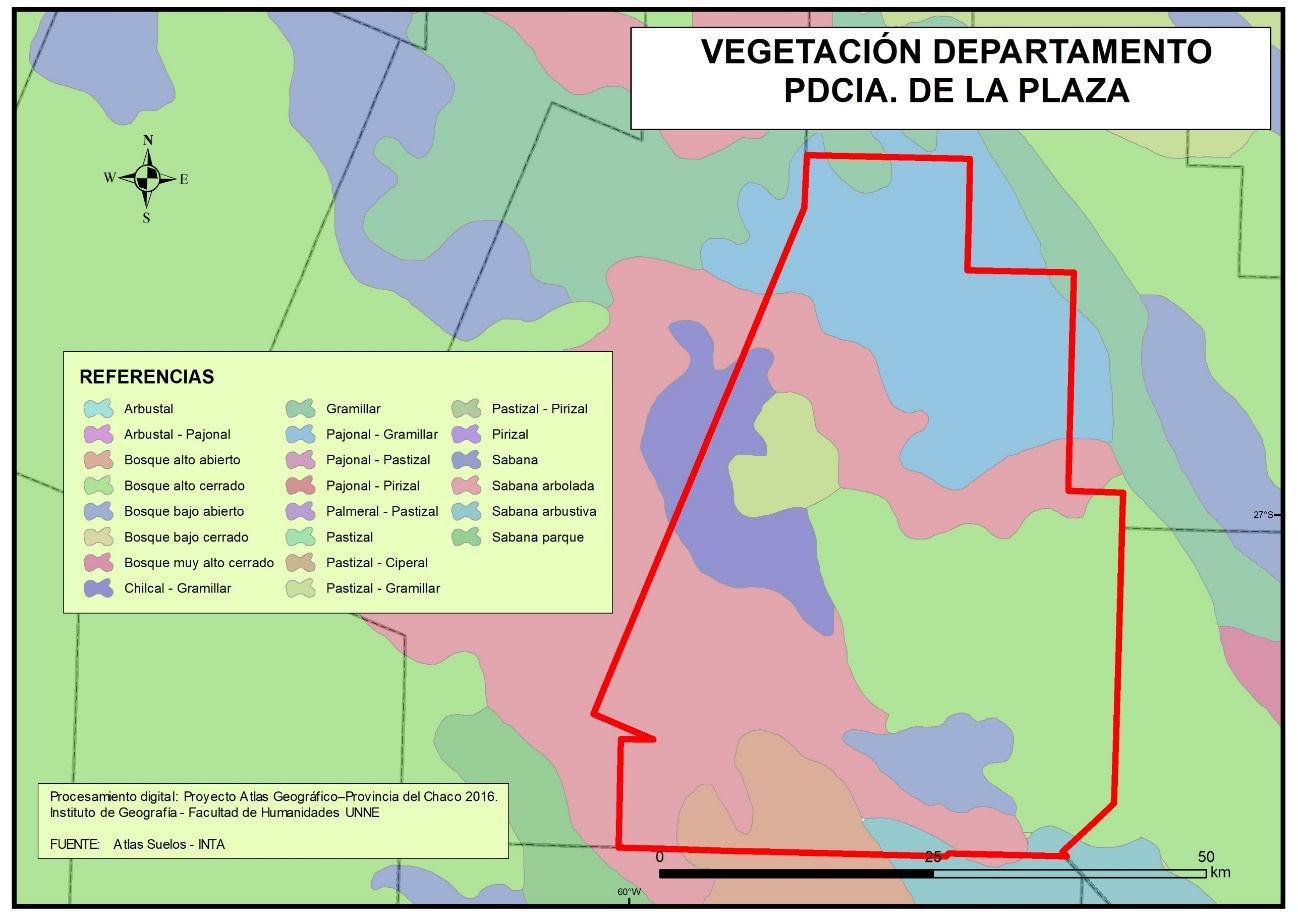 VEGETACIÓN DEPARTAMENTO
PDCIA. DE LA PLAZA
N
W E
S
REFERENCIAS
Arbustal
Arbustal - Pajonal
Bosque alto abierto
Bosque alto cerrado
Bosque bajo abierto
Bosque bajo cerrado
Bosque muy alto cerrado
Chilcal - Gramillar
Gramillar
Pajonal - Gramillar
Pajonal - Pastizal
Pajonal - Pirizal
Palmeral - Pastizal
Pastizal
Pastizal - Ciperal
Pastizal - Gramillar
Pastizal - Pirizal
Pirizal
Sabana
Sabana arbolada
Sabana arbustiva
Sabana parque
27°S
Procesamiento digital: Proyecto Atlas Geográfico–Provincia del Chaco 2016.
Instituto de Geografía - Facultad de Humanidades UNNE
FUENTE: Atlas Suelos - INTA
0 25 50
km
60°W